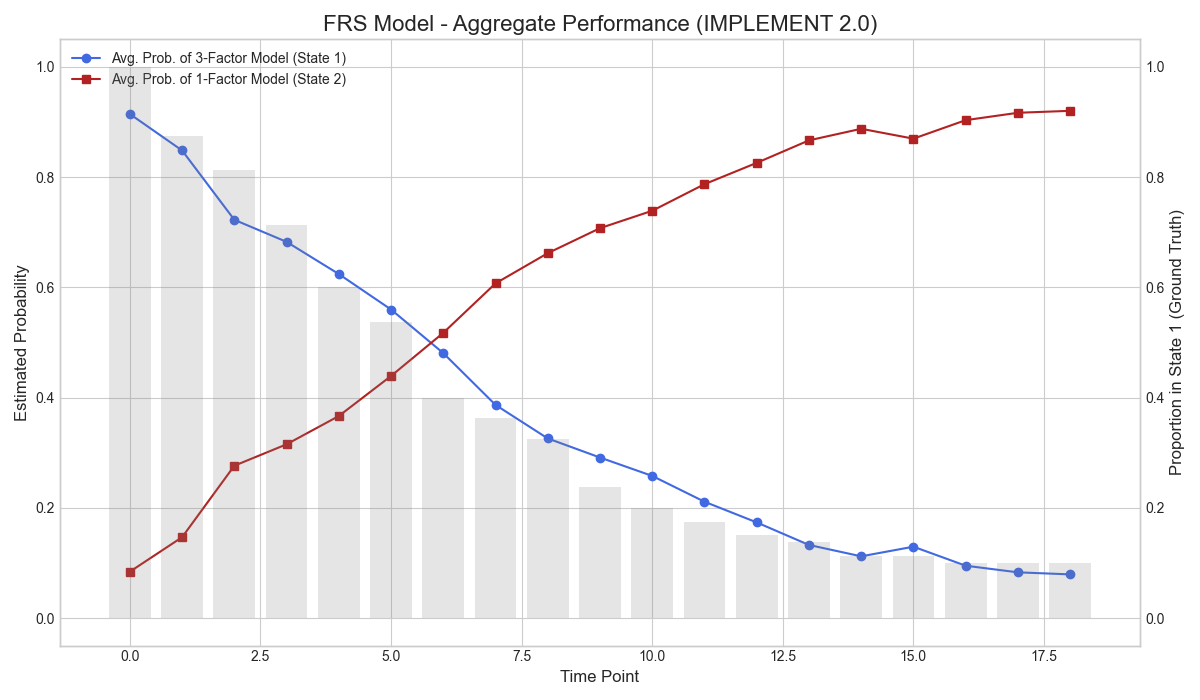 FRS Model - Aggregate Performance (IMPLEMENT 2.0)
Avg. Prob. of 3-Factor Model (State 1)
Avg. Prob. of 1-Factor Model (State 2)
Estimated Probability
1.0
0.8
0.6
0.4
0.2
0.0
1.0
0.8
0.6
0.4
0.2
0.0
Proportion in State 1 (Ground Truth)
0.0 2.5 5.0 7.5 10.0 12.5 15.0 17.5
Time Point